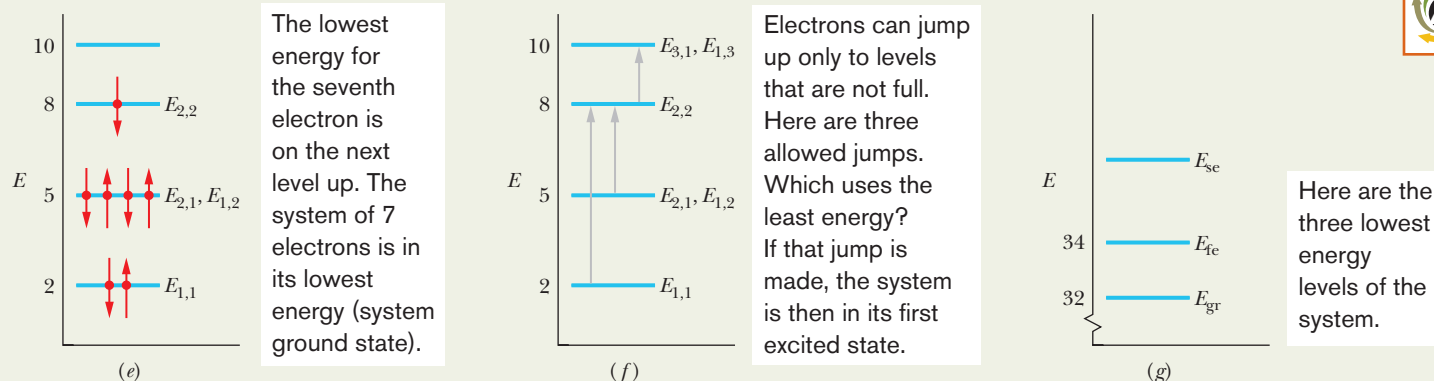 10
8
5
2
E
E2,2
E2,1, E1,2
E1,1
(e)
The lowest
energy for
the seventh
electron is
on the next
level up. The
system of 7
electrons is in
its lowest
energy (system
ground state).
10
8
5
2
E
E3,1, E1,3
E2,2
E2,1, E1,2
E1,1
(f)
Electrons can jump
up only to levels
that are not full.
Here are three
allowed jumps.
Which uses the
least energy?
If that jump is
made, the system
is then in its first
excited state.
E
34
32
Ese
Efe
Egr
(g)
Here are the
three lowest
energy
levels of the
system.